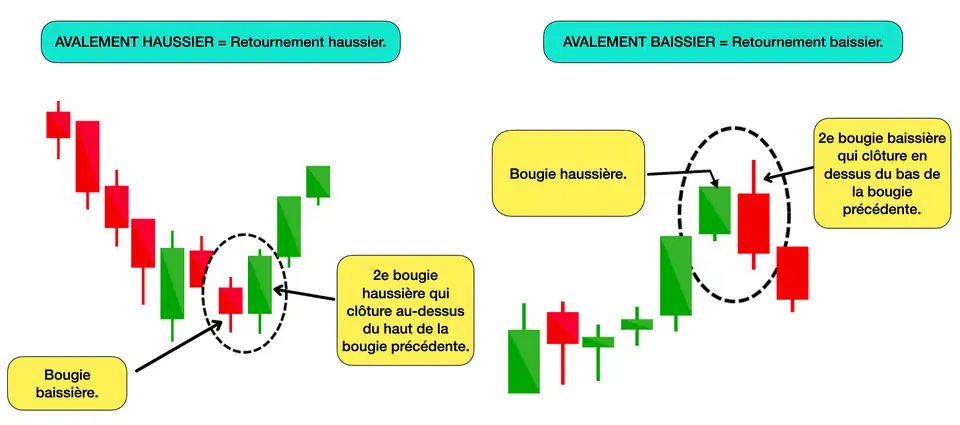 AVALEMENT HAUSSIER = Retournement haussier.
AVALEMENT BAISSIER = Retournement baissier.
2e bougie
haussière qui
clôture au-dessus
du haut de la
bougie précédente.
Bougie
baissière.
Bougie haussière.
2e bougie baissière
qui clôture en
dessus du bas de
la bougie
précédente.